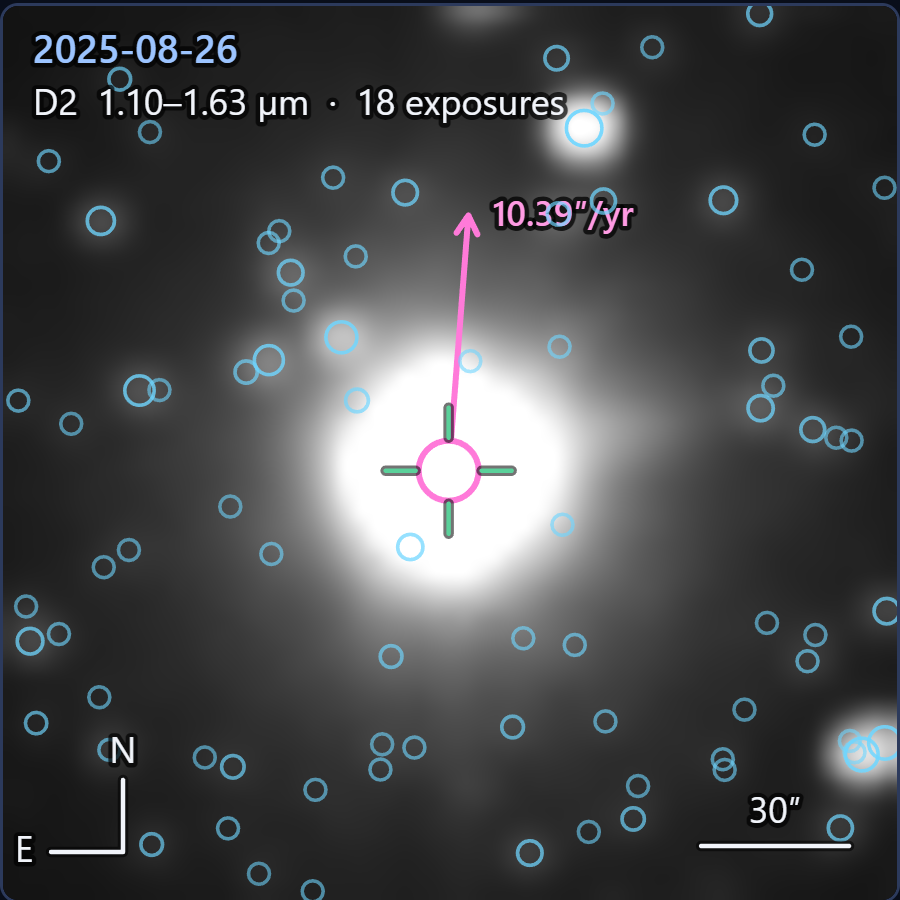 2025-08-26
D2 1.10–1.63 µm · 18 exposures
10.39″/yr
N
E
30″